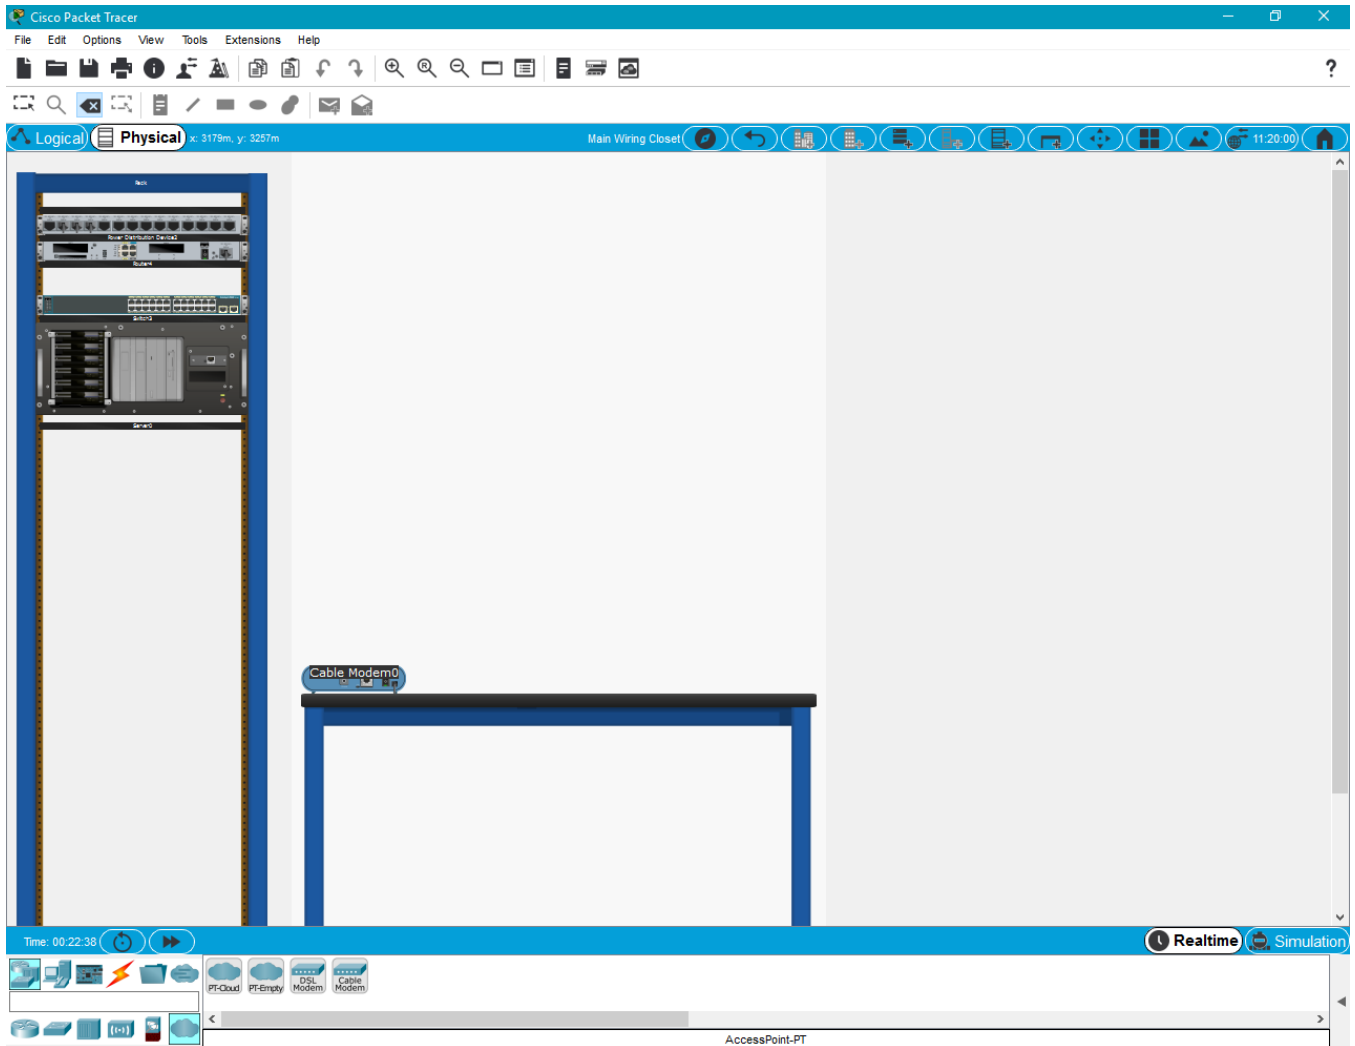 Cisco Packet Tracer
File Edit Options View Tools Extensions Help
?
Logical Physical x: 3179m, y: 3257m Main Wiring Closet 11:20:00
Rack
Power Distribution Device2
Router4
Switch3
Server0
Cable Modem0
Time: 00:22:38 Realtime Simulation
PT-Cloud PT-Empty DSL Modem Cable Modem
AccessPoint-PT